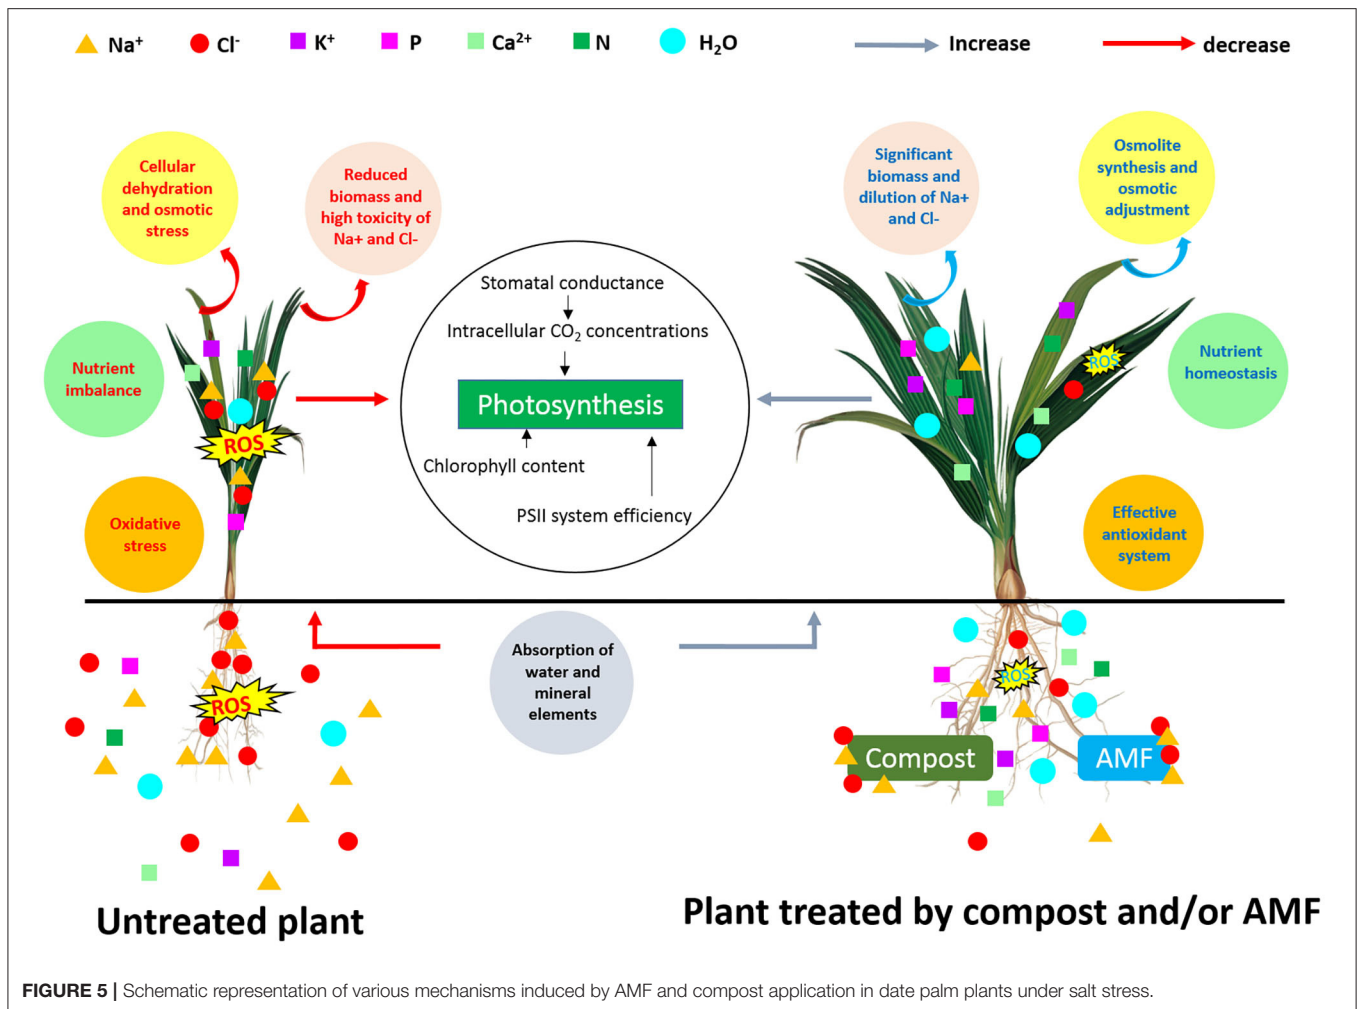 Na⁺ Cl⁻ K⁺ P Ca²⁺ N H₂O Increase decrease
Cellular
dehydration
and osmotic
stress
Reduced
biomass and
high toxicity of
Na+ and Cl-
Significant
biomass and
dilution of Na+
and Cl-
Osmolite
synthesis and
osmotic
adjustment
Nutrient
imbalance
Stomatal conductance
Intracellular CO₂ concentrations
Photosynthesis
Chlorophyll content
PSII system efficiency
ROS
ROS
Nutrient
homeostasis
Oxidative
stress
Effective
antioxidant
system
Absorption of
water and
mineral
elements
ROS
ROS
Compost
AMF
Untreated plant
Plant treated by compost and/or AMF
FIGURE 5 | Schematic representation of various mechanisms induced by AMF and compost application in date palm plants under salt stress.